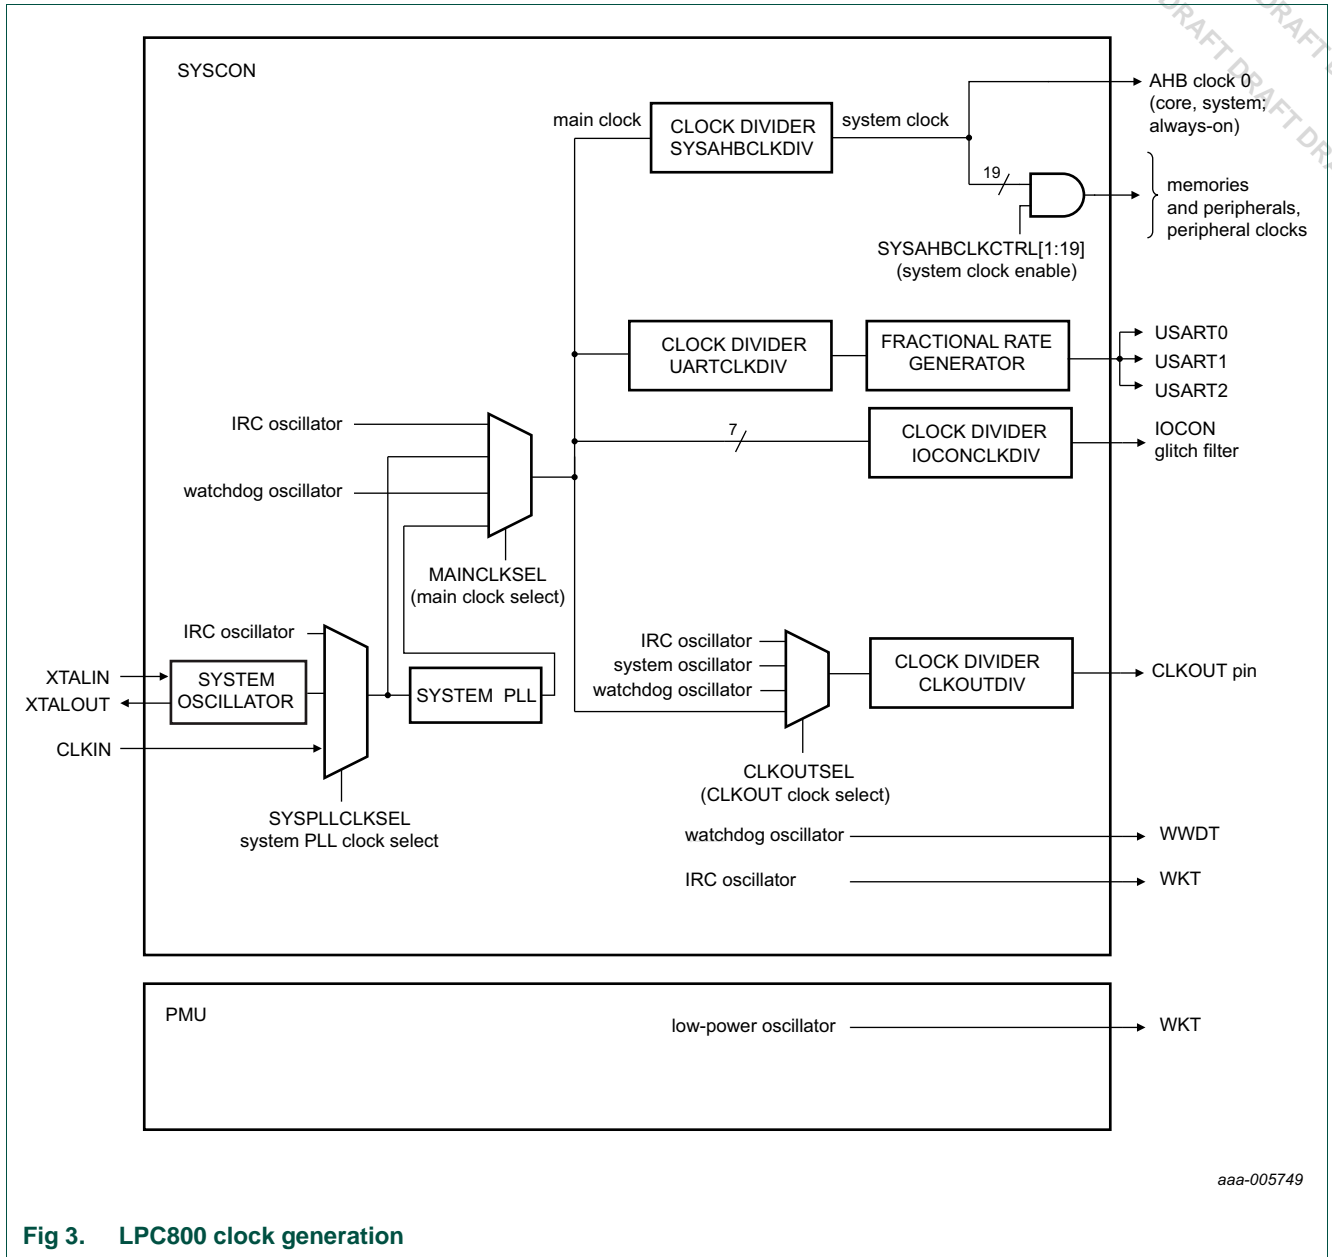 DRAFT DRAFT DRAFT
DRAFT
SYSCON
main clock
CLOCK DIVIDER
SYSAHBCLKDIV
system clock
AHB clock 0
(core, system;
always-on)
19
memories
and peripherals,
peripheral clocks
SYSAHBCLKCTRL[1:19]
(system clock enable)
CLOCK DIVIDER
UARTCLKDIV
FRACTIONAL RATE
GENERATOR
USART0
USART1
USART2
IRC oscillator
watchdog oscillator
7
CLOCK DIVIDER
IOCONCLKDIV
IOCON
glitch filter
MAINCLKSEL
(main clock select)
IRC oscillator
XTALIN
XTALOUT
SYSTEM
OSCILLATOR
CLKIN
SYSTEM PLL
SYSPLLCLKSEL
system PLL clock select
IRC oscillator
system oscillator
watchdog oscillator
CLOCK DIVIDER
CLKOUTDIV
CLKOUT pin
CLKOUTSEL
(CLKOUT clock select)
watchdog oscillator
WWDT
IRC oscillator
WKT
PMU
low-power oscillator
WKT
aaa-005749
Fig 3. LPC800 clock generation